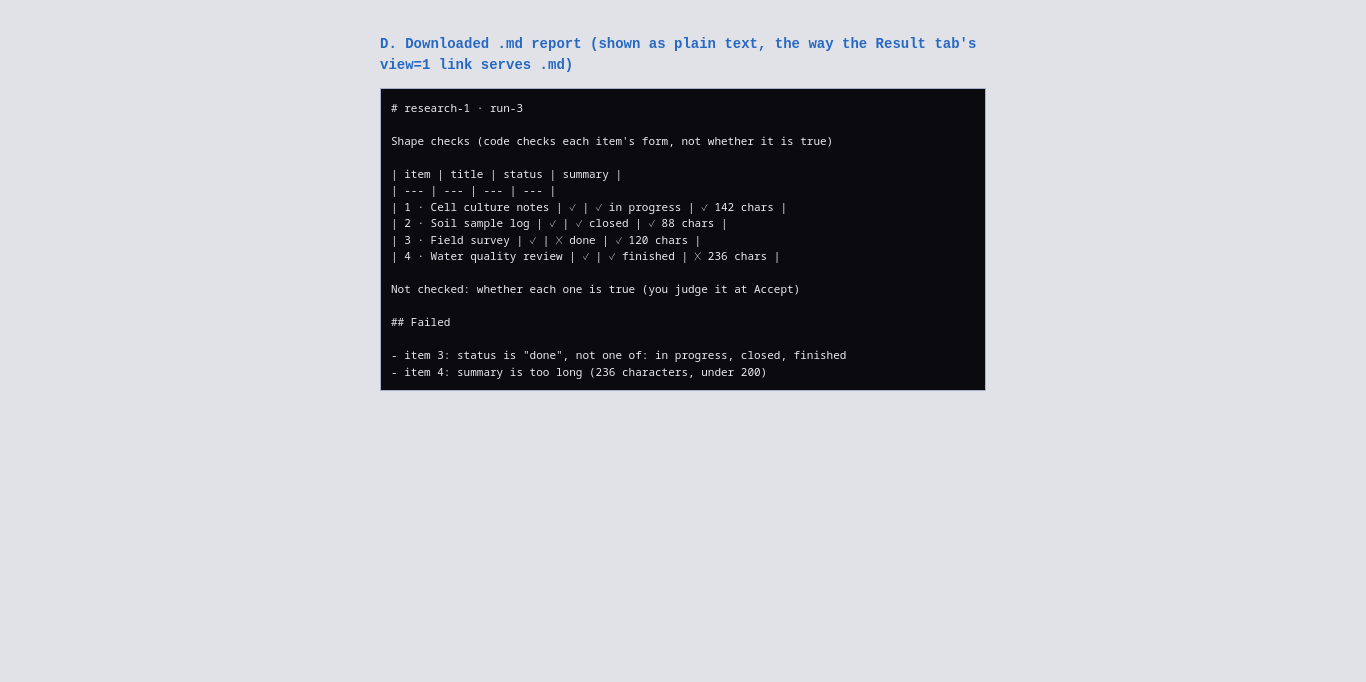 D. Downloaded .md report (shown as plain text, the way the Result tab's
view=1 link serves .md)
# research-1 · run-3
Shape checks (code checks each item's form, not whether it is true)
| item | title | status | summary |
| --- | --- | --- | --- |
| 1 · Cell culture notes | ✓ | ✓ in progress | ✓ 142 chars |
| 2 · Soil sample log | ✓ | ✓ closed | ✓ 88 chars |
| 3 · Field survey | ✓ | ✗ done | ✓ 120 chars |
| 4 · Water quality review | ✓ | ✓ finished | ✗ 236 chars |
Not checked: whether each one is true (you judge it at Accept)
## Failed
- item 3: status is "done", not one of: in progress, closed, finished
- item 4: summary is too long (236 characters, under 200)